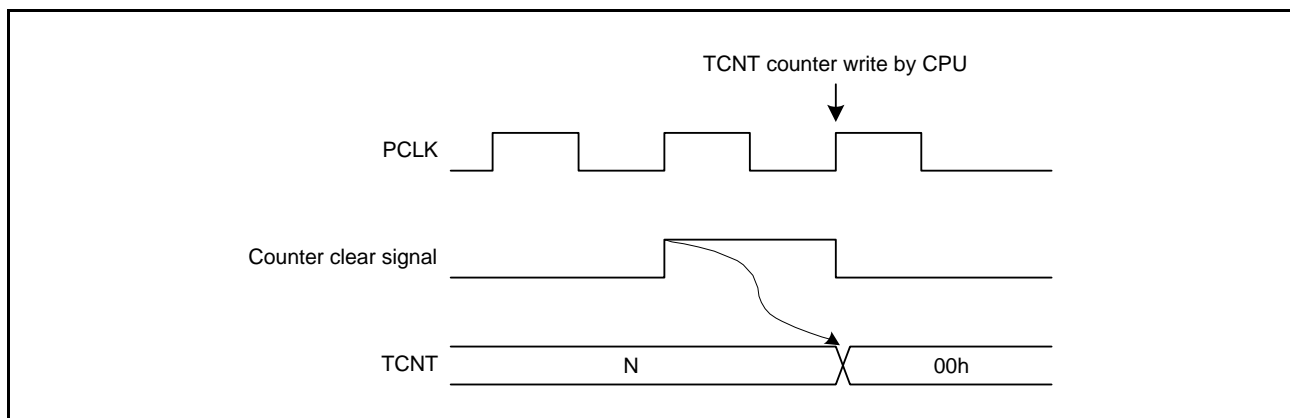 TCNT counter write by CPU
PCLK
Counter clear signal
TCNT
N
00h